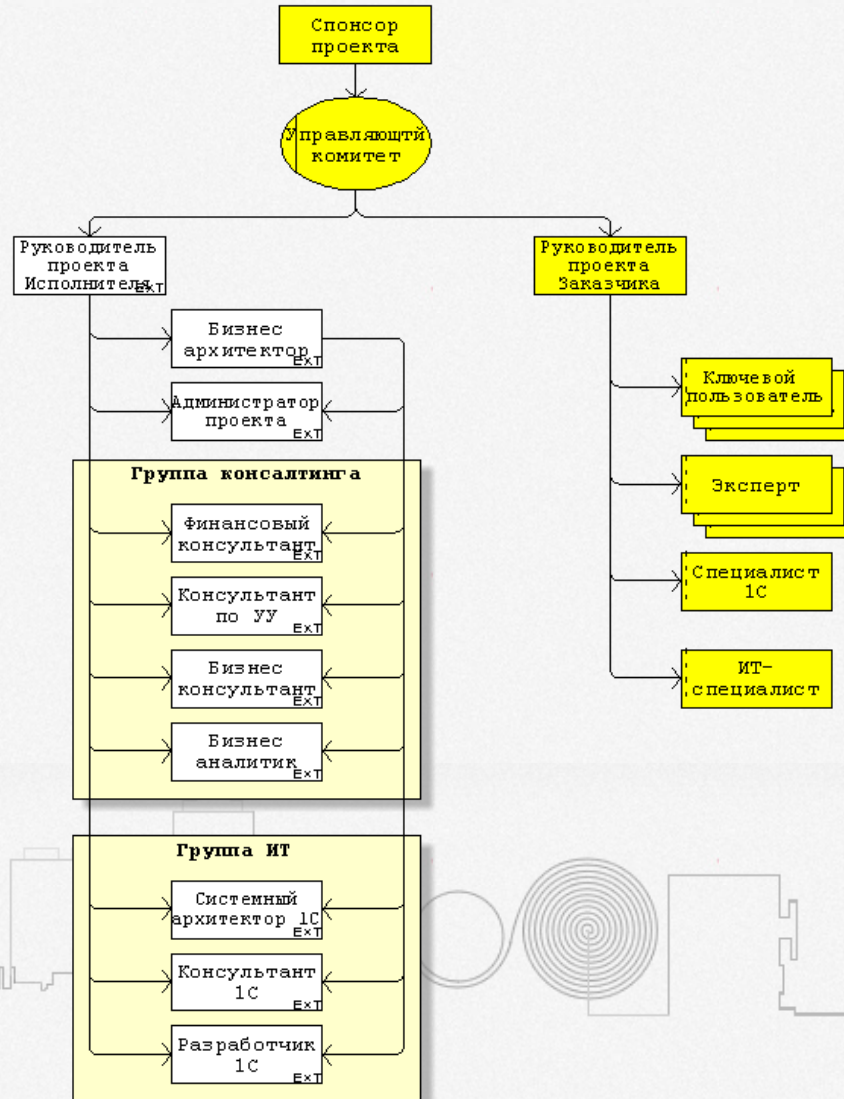 Спонсор
проекта
Управляющтй
комитет
Руководитель
проекта
Исполнителя
EXT
Руководитель
проекта
Заказчика
Бизнес
архитектор
EXT
Администратор
проекта
EXT
Группа консалтинга
Финансовый
консультант
EXT
Консультант
по УУ
EXT
Бизнес
консультант
EXT
Бизнес
аналитик
EXT
Группа ИТ
Системный
архитектор 1С
EXT
Консультант
1С
EXT
Разработчик
1С
EXT
Ключевой
пользователь
Эксперт
Специалист
1С
ИТ-
специалист